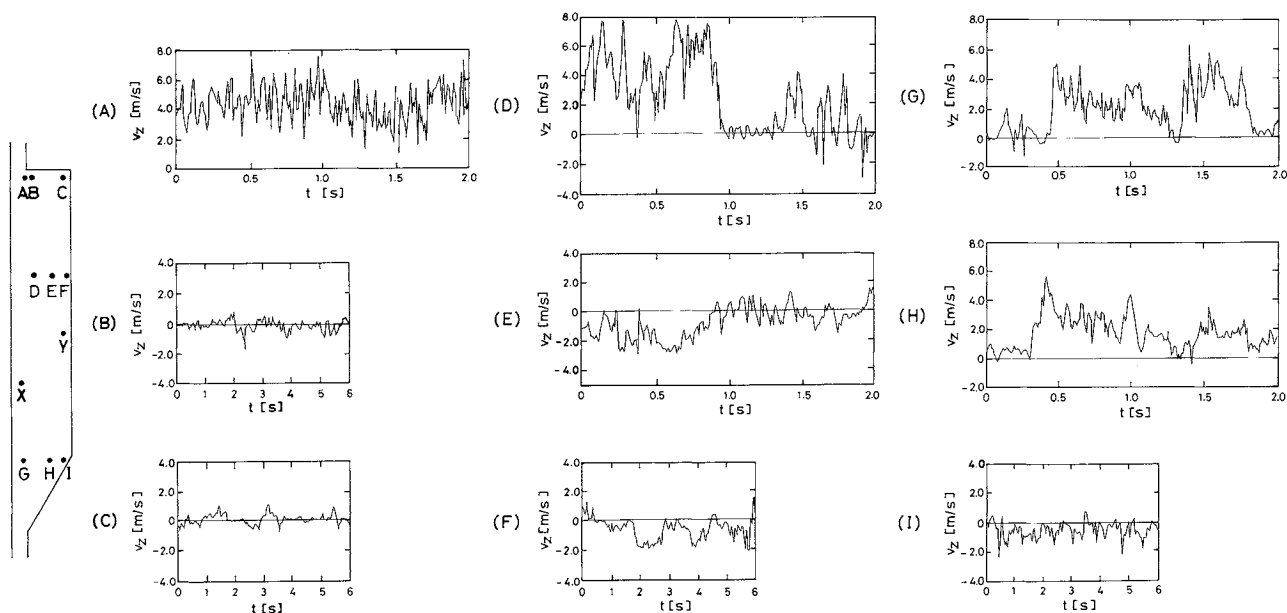 AB C
D E F
Y
X
G H I
(A)
v_z [m/s]
8.0
6.0
4.0
2.0
0
0 0.5 1.0 1.5 2.0
t [s]
(B)
v_z [m/s]
4.0
2.0
0
-2.0
-4.0
0 1 2 3 4 5 6
t [s]
(C)
v_z [m/s]
4.0
2.0
0
-2.0
-4.0
0 1 2 3 4 5 6
t [s]
(D)
v_z [m/s]
8.0
6.0
4.0
2.0
0
-2.0
-4.0
0 0.5 1.0 1.5 2.0
t [s]
(E)
v_z [m/s]
4.0
2.0
0
-2.0
-4.0
0 0.5 1.0 1.5 2.0
t [s]
(F)
v_z [m/s]
4.0
2.0
0
-2.0
-4.0
0 1 2 3 4 5 6
t [s]
(G)
v_z [m/s]
8.0
6.0
4.0
2.0
0
-2.0
0 0.5 1.0 1.5 2.0
t [s]
(H)
v_z [m/s]
8.0
6.0
4.0
2.0
0
-2.0
0 0.5 1.0 1.5 2.0
t [s]
(I)
v_z [m/s]
4.0
2.0
0
-2.0
-4.0
0 1 2 3 4 5 6
t [s]